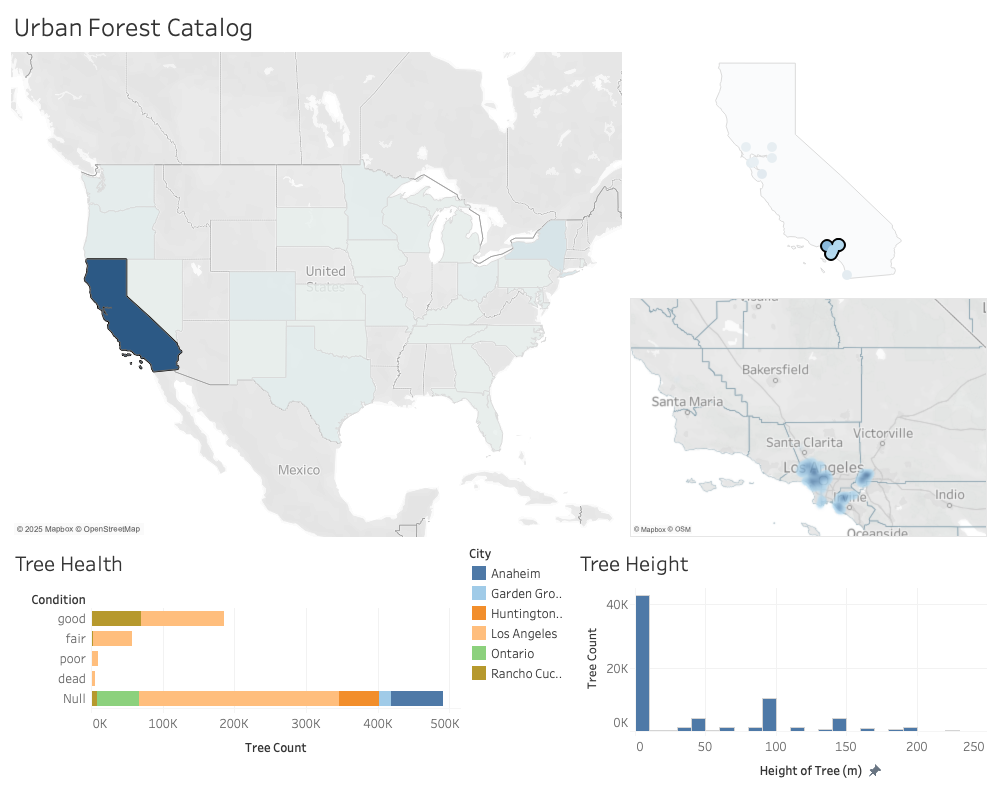 Urban Forest Catalog
United
States
Mexico
© 2025 Mapbox © OpenStreetMap
Bakersfield
Santa Maria
Santa Clarita
Victorville
Los Angeles
Indio
Oceanside
© Mapbox © OSM
Tree Health
Condition
good
fair
poor
dead
Null
0K
100K
200K
300K
400K
500K
Tree Count
City
Anaheim
Garden Gro..
Huntington..
Los Angeles
Ontario
Rancho Cuc..
Tree Height
Tree Count
40K
20K
0K
0
50
100
150
200
250
Height of Tree (m)